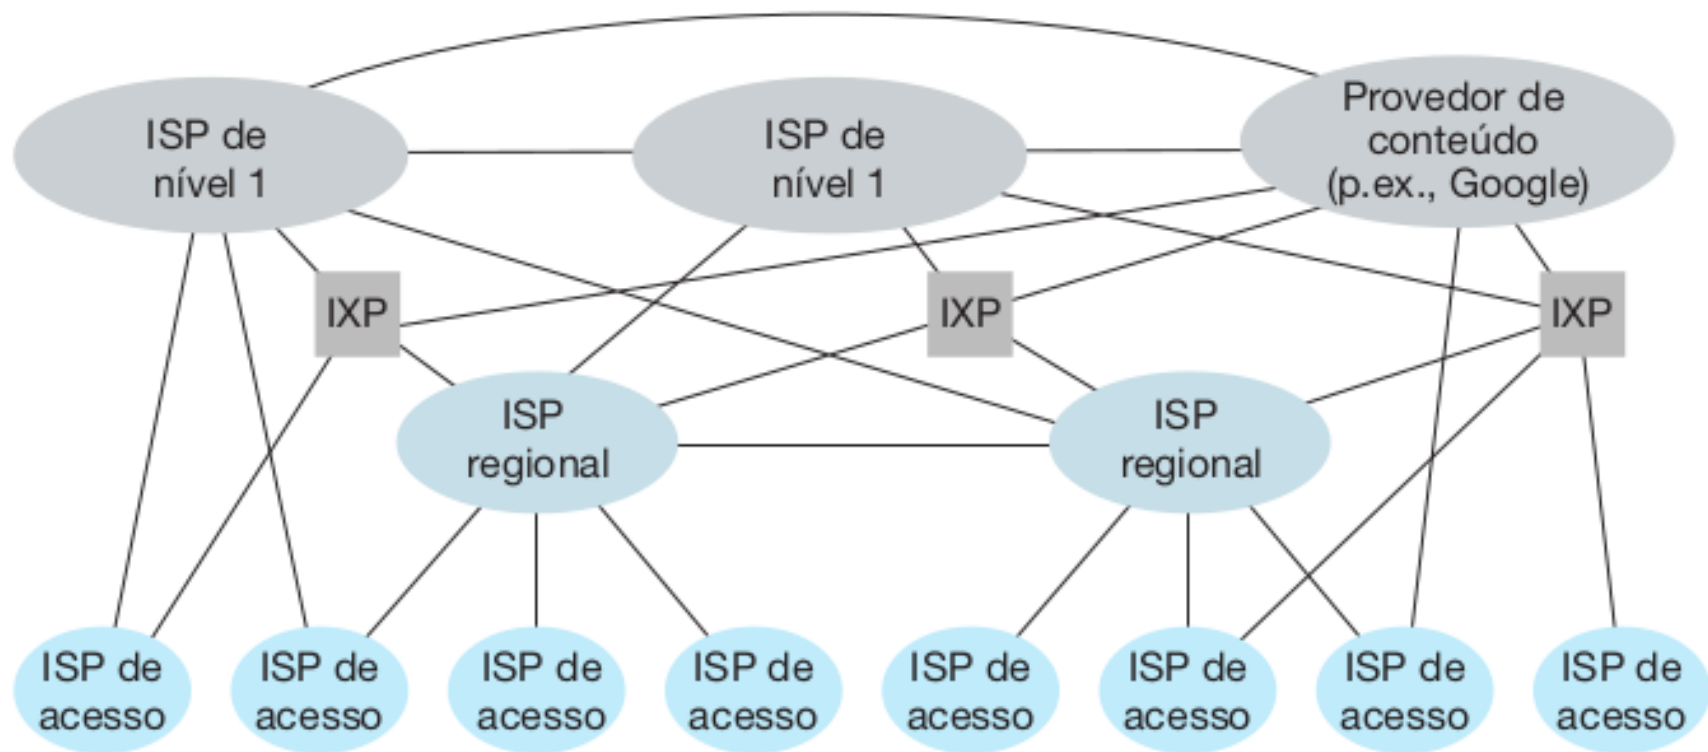 ISP de
nível 1
ISP de
nível 1
Provedor de
conteúdo
(p.ex., Google)
IXP
IXP
IXP
ISP
regional
ISP
regional
ISP de
acesso
ISP de
acesso
ISP de
acesso
ISP de
acesso
ISP de
acesso
ISP de
acesso
ISP de
acesso
ISP de
acesso